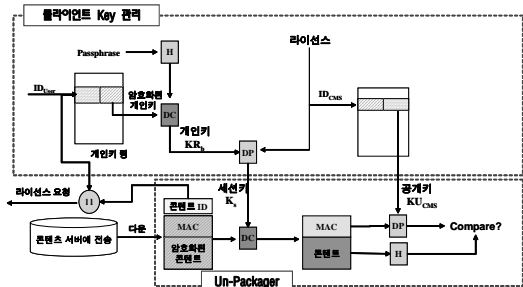 클라이언트 Key 관리
Passphrase
H
라이선스
ID_User
암호화된
개인키
ID_CMS
DC
개인키
KR_b
개인키 링
DP
라이선스 요청
11
콘텐트 ID
세션키
K_s
공개키
KU_CMS
MAC
MAC
DP
Compare?
다운
DC
콘텐츠 서버에 전송
암호화된
콘텐트
콘텐트
H
Un-Packager